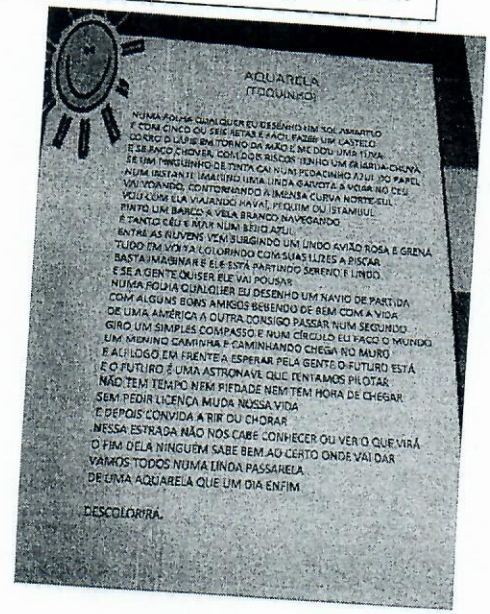 AQUARELA
(TOQUINHO)
NUMA FOLHA QUALQUER EU DESENHO UM SOL AMARELO
E COM CINCO OU SEIS RETAS É FÁCIL FAZER UM CASTELO
CORRO O LÁPIS EM TORNO DA MÃO E ME DOU UMA LUVA
E SE FAÇO CHOVER, COM DOIS RISCOS TENHO UM GUARDA-CHUVA
SE UM PINGUINHO DE TINTA CAI NUM PEDACINHO AZUL DO PAPEL
NUM INSTANTE IMAGINO UMA LINDA GAIVOTA A VOAR NO CÉU
VAI VOANDO, CONTORNANDO A IMENSA CURVA NORTE-SUL
VOU COM ELA VIAJANDO HAVAÍ, PEQUIM OU ISTAMBUL
PINTO UM BARCO A VELA BRANCO NAVEGANDO
É TANTO CÉU E MAR NUM BEIJO AZUL
ENTRE AS NUVENS VEM SURGINDO UM LINDO AVIÃO ROSA E GRENÁ
TUDO EM VOLTA COLORINDO COM SUAS LUZES A PISCAR
BASTA IMAGINAR E ELE ESTÁ PARTINDO SERENO E LINDO
E SE A GENTE QUISER ELE VAI POUSAR
NUMA FOLHA QUALQUER EU DESENHO UM NAVIO DE PARTIDA
COM ALGUNS BONS AMIGOS BEBENDO DE BEM COM A VIDA
DE UMA AMÉRICA A OUTRA CONSIGO PASSAR NUM SEGUNDO
GIRO UM SIMPLES COMPASSO E NUM CÍRCULO EU FAÇO O MUNDO
UM MENINO CAMINHA E CAMINHANDO CHEGA NO MURO
E ALI LOGO EM FRENTE A ESPERAR PELA GENTE O FUTURO ESTÁ
E O FUTURO É UMA ASTRONAVE QUE TENTAMOS PILOTAR
NÃO TEM TEMPO NEM PIEDADE NEM TEM HORA DE CHEGAR
SEM PEDIR LICENÇA MUDA NOSSA VIDA
E DEPOIS CONVIDA A RIR OU CHORAR
NESSA ESTRADA NÃO NOS CABE CONHECER OU VER O QUE VIRÁ
O FIM DELA NINGUÉM SABE BEM AO CERTO ONDE VAI DAR
VAMOS TODOS NUMA LINDA PASSARELA
DE UMA AQUARELA QUE UM DIA ENFIM
DESCOLORIRÁ.